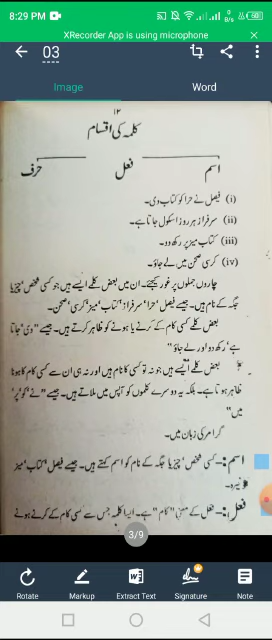 8:29 PM
0
B/s
XRecorder App is using microphone
03
Image
Word
۱۲
کلمہ کی اقسام
اسم فعل حرف
(i) فیصل نے حرا کو کتاب دی۔
(ii) سرفراز ہر روز اسکول جاتا ہے۔
(iii) کتاب میز پر رکھ دو۔
(iv) کرسی صحن میں لے جاؤ۔
چاروں جملوں پر غور کیجئے۔ ان میں بعض کلمے ایسے ہیں جو کسی شخص، چیز یا
جگہ کے نام ہیں۔ جیسے فیصل، حرا، سرفراز، کتاب، میز، کرسی، صحن۔
بعض کلمے کسی کام کے کرنے یا ہونے کو ظاہر کرتے ہیں۔ جیسے "دی، جاتا
ہے، رکھ دو اور لے جاؤ"
بعض کلمے ایسے ہیں جو نہ تو کسی کا نام ہیں اور نہ ہی ان سے کسی کام کا ہونا
ظاہر ہوتا ہے۔ بلکہ یہ دوسرے کلموں کو آپس میں ملاتے ہیں۔ جیسے "نے، کو، پر،
میں"
گرامر کی زبان میں۔
اسم:۔ کسی شخص، چیز یا جگہ کے نام کو اسم کہتے ہیں۔ جیسے فیصل، کتاب، میز
وغیرہ۔
فعل:۔ فعل کے معنی "کام" ہے۔ ایسا کلمہ جس سے کسی کام کے کرنے یا ہونے
3/9
Rotate
Markup
Extract Text
Signature
Note